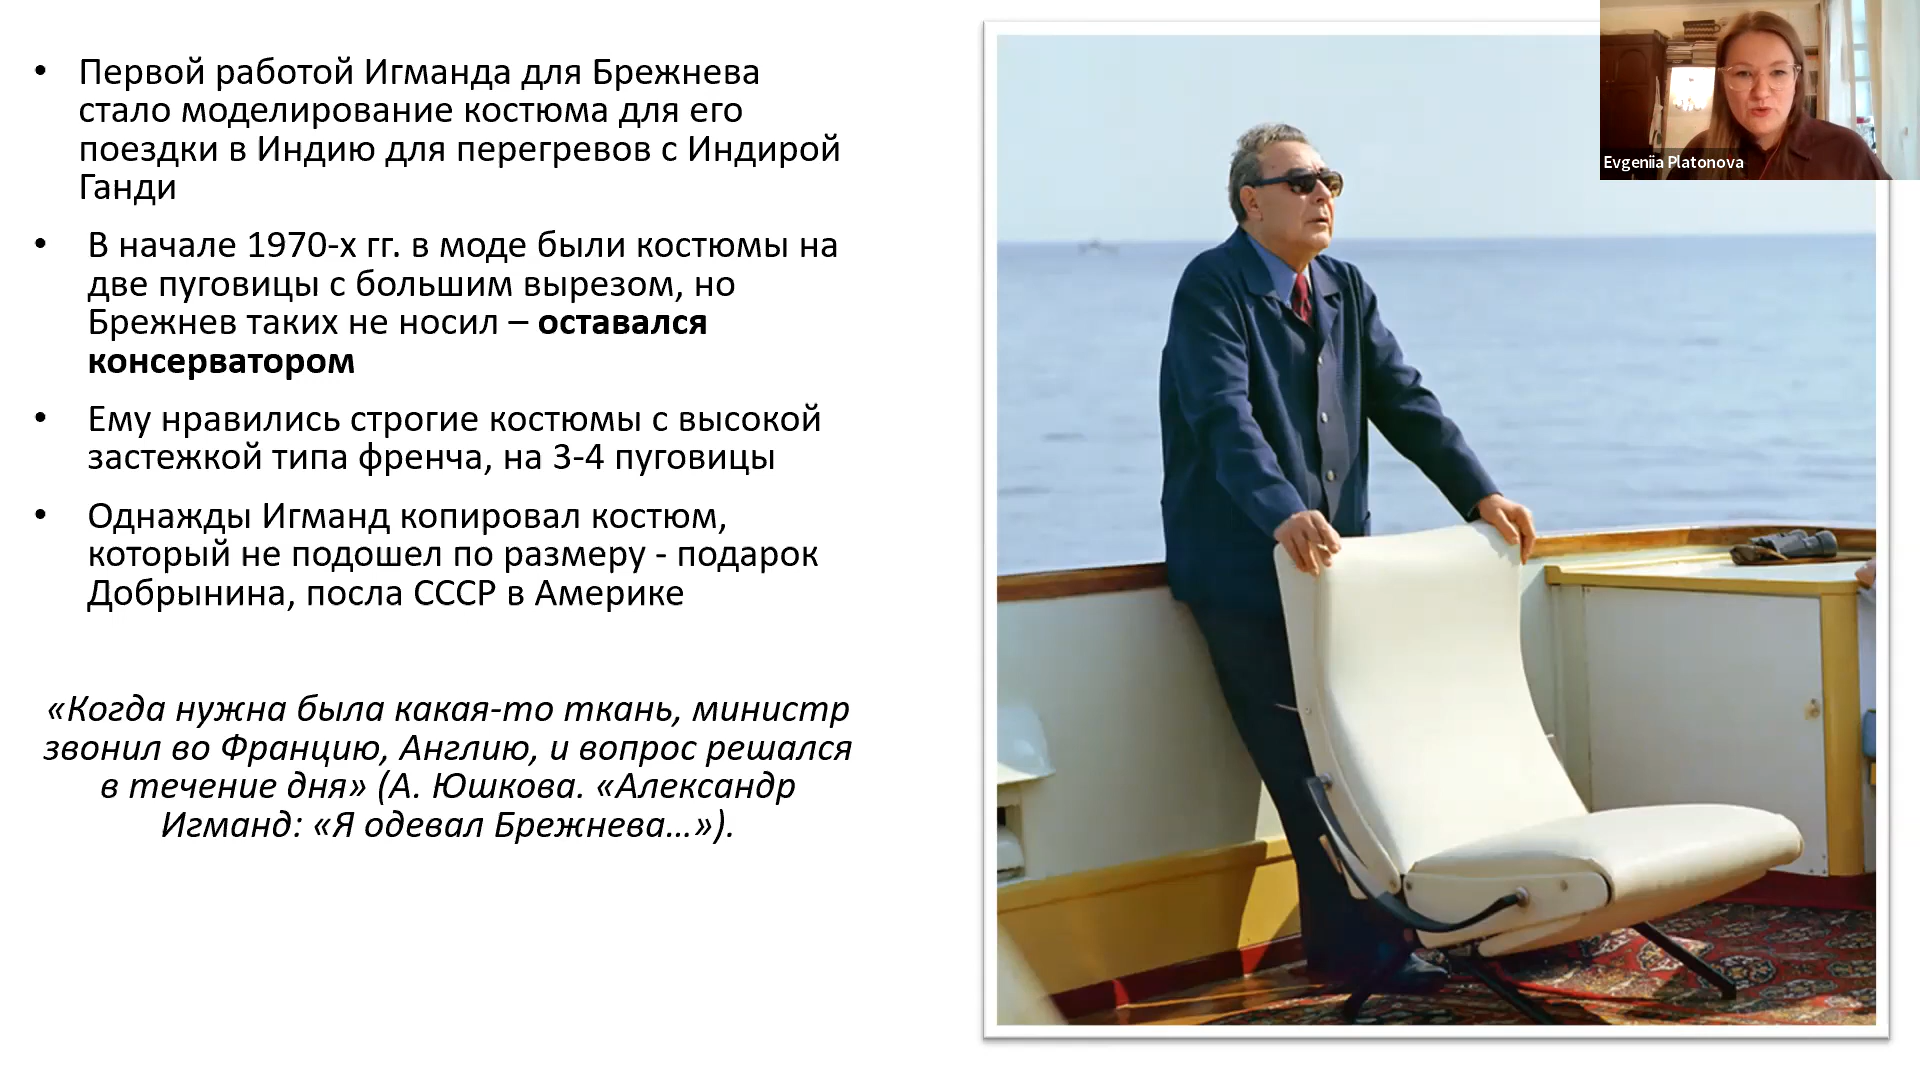 • Первой работой Игманда для Брежнева
стало моделирование костюма для его
поездки в Индию для перегревов с Индирой
Ганди
• В начале 1970-х гг. в моде были костюмы на
две пуговицы с большим вырезом, но
Брежнев таких не носил – оставался
консерватором
• Ему нравились строгие костюмы с высокой
застежкой типа френча, на 3-4 пуговицы
• Однажды Игманд копировал костюм,
который не подошел по размеру - подарок
Добрынина, посла СССР в Америке
«Когда нужна была какая-то ткань, министр
звонил во Францию, Англию, и вопрос решался
в течение дня» (А. Юшкова. «Александр
Игманд: «Я одевал Брежнева…»).
Evgeniia Platonova